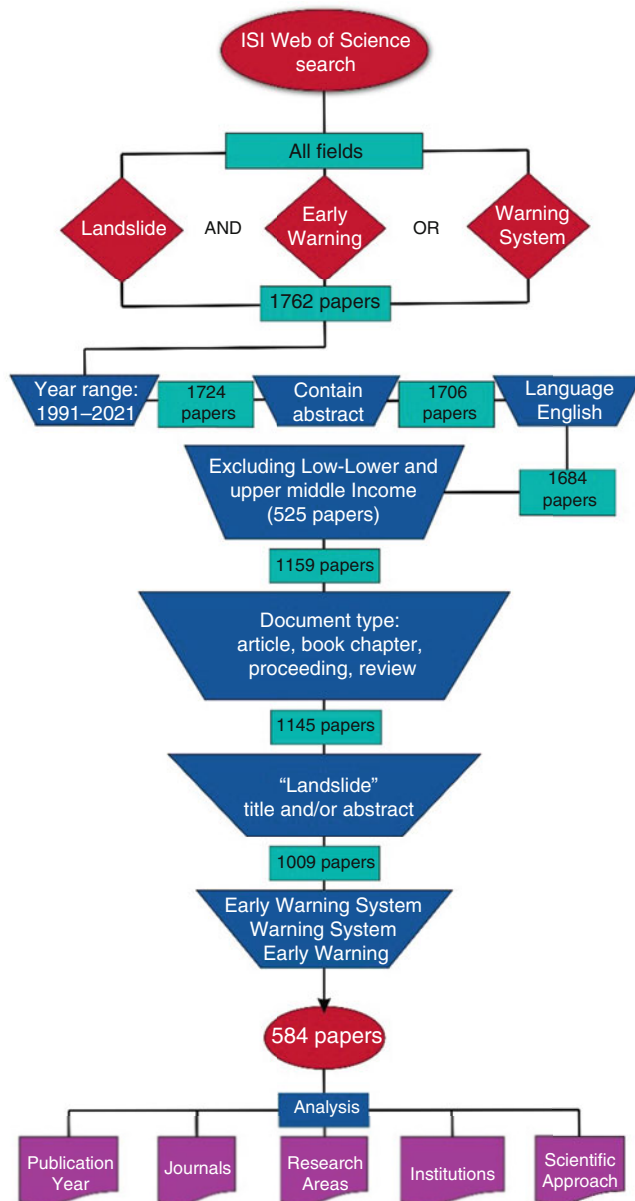 ISI Web of Science
search
All fields
Landslide
AND
Early
Warning
OR
Warning
System
1762 papers
Year range:
1991–2021
1724
papers
Contain
abstract
1706
papers
Language
English
1684
papers
Excluding Low-Lower and
upper middle Income
(525 papers)
1159 papers
Document type:
article, book chapter,
proceeding, review
1145 papers
“Landslide”
title and/or abstract
1009 papers
Early Warning System
Warning System
Early Warning
584 papers
Analysis
Publication
Year
Journals
Research
Areas
Institutions
Scientific
Approach